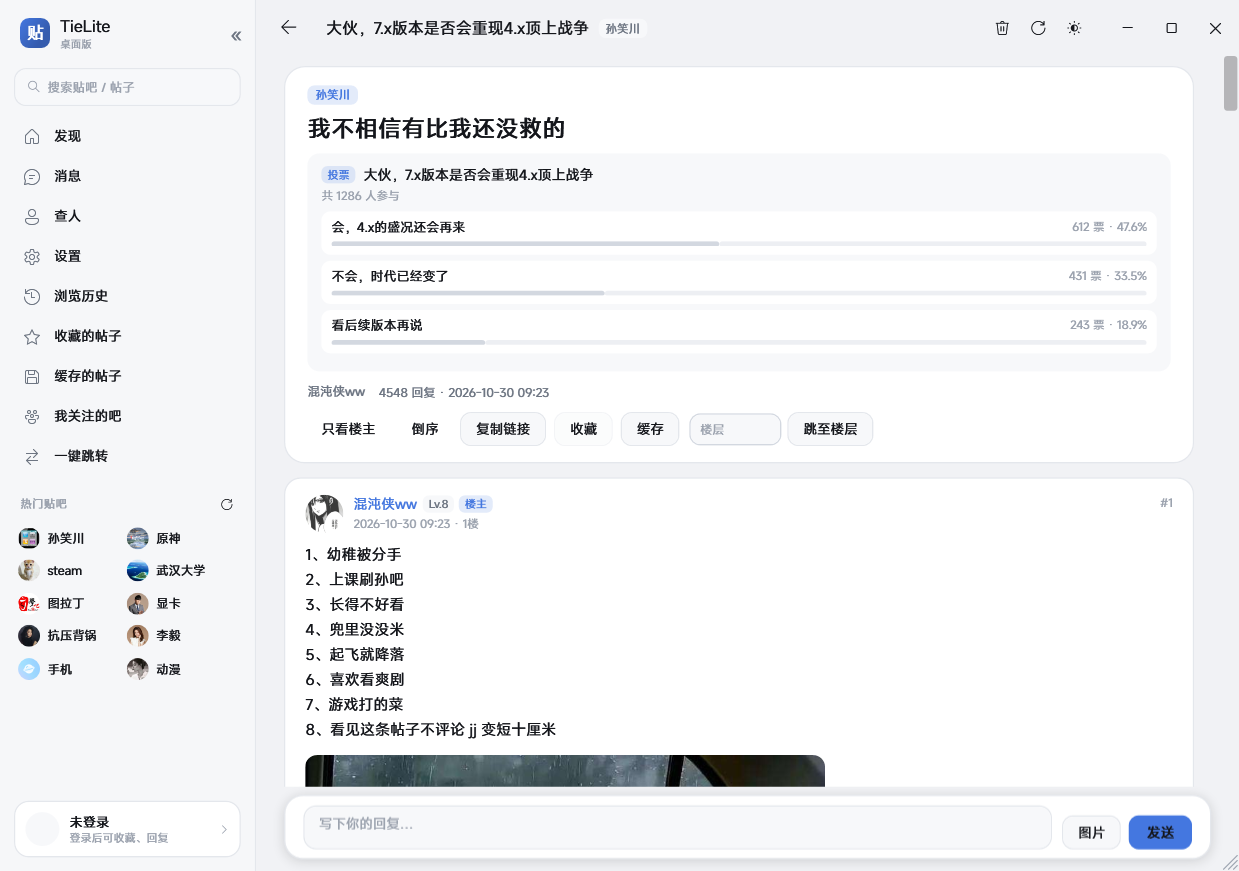 贴 TieLite
桌面版
«
搜索贴吧 / 帖子
发现
消息
查人
设置
浏览历史
收藏的帖子
缓存的帖子
我关注的吧
一键跳转
热门贴吧
孙笑川 原神
steam 武汉大学
图拉丁 显卡
抗压背锅 李毅
手机 动漫
未登录
登录后可收藏、回复
大伙，7.x版本是否会重现4.x顶上战争 孙笑川
孙笑川
我不相信有比我还没救的
投票 大伙，7.x版本是否会重现4.x顶上战争
共 1286 人参与
会，4.x的盛况还会再来 612 票 · 47.6%
不会，时代已经变了 431 票 · 33.5%
看后续版本再说 243 票 · 18.9%
混沌侠ww 4548 回复 · 2026-10-30 09:23
只看楼主 倒序 复制链接 收藏 缓存 楼层 跳至楼层
混沌侠ww Lv.8 楼主 #1
2026-10-30 09:23 · 1楼
1、幼稚被分手
2、上课刷孙吧
3、长得不好看
4、兜里没没米
5、起飞就降落
6、喜欢看爽剧
7、游戏打的菜
8、看见这条帖子不评论 jj 变短十厘米
写下你的回复...
图片 发送